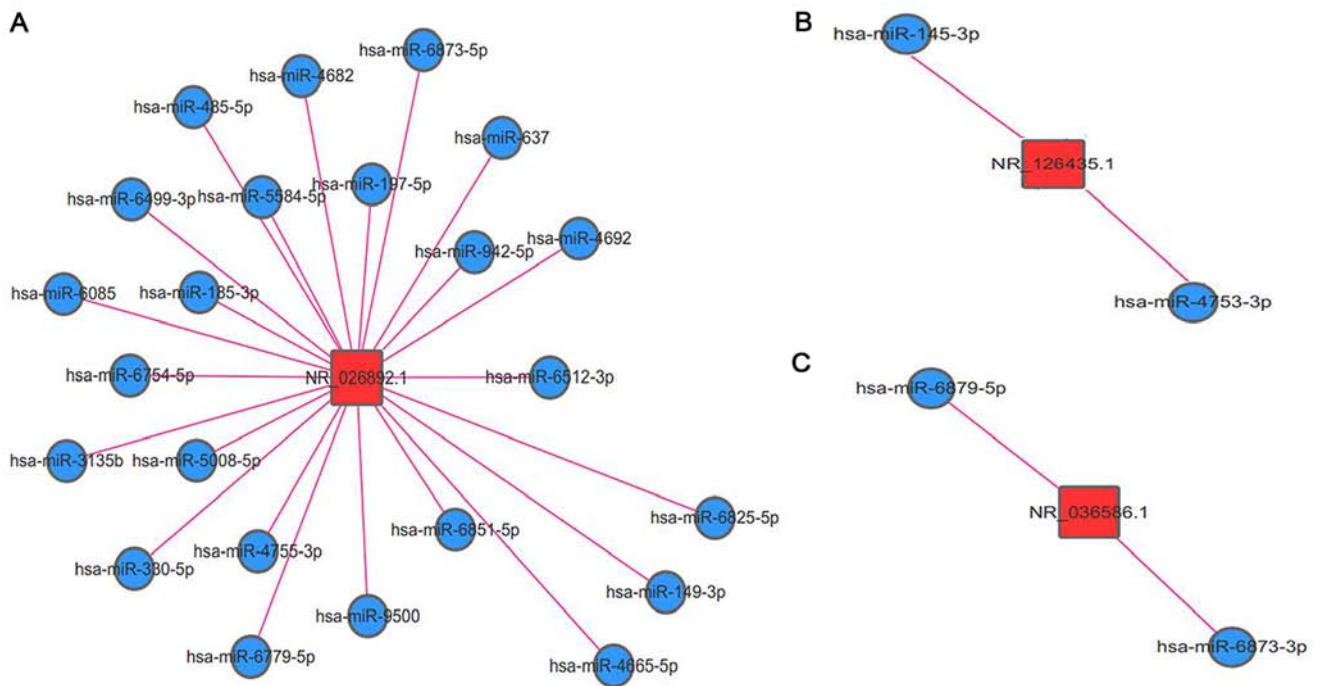 A
hsa-miR-6873-5p
hsa-miR-4682
hsa-miR-485-5p
hsa-miR-637
hsa-miR-197-5p
hsa-miR-5584-5p
hsa-miR-6499-3p
hsa-miR-4692
hsa-miR-942-5p
hsa-miR-6085
hsa-miR-185-3p
hsa-miR-6754-5p
NR_026892.1
hsa-miR-6512-3p
hsa-miR-3135b
hsa-miR-5008-5p
hsa-miR-6825-5p
hsa-miR-6851-5p
hsa-miR-4755-3p
hsa-miR-330-5p
hsa-miR-149-3p
hsa-miR-9500
hsa-miR-6779-5p
hsa-miR-4665-5p
B
hsa-miR-145-3p
NR_126435.1
hsa-miR-4753-3p
C
hsa-miR-6879-5p
NR_036586.1
hsa-miR-6873-3p